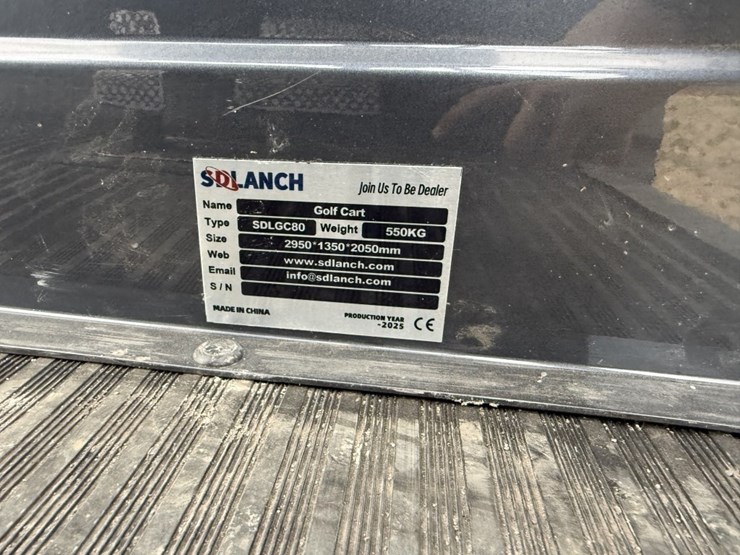 SDLANCH
Join Us To Be Dealer
Name Golf Cart
Type SDLGC80 Weight 550KG
Size 2950*1350*2050mm
Web www.sdlanch.com
Email info@sdlanch.com
S / N
MADE IN CHINA
PRODUCTION YEAR
-2025
CE